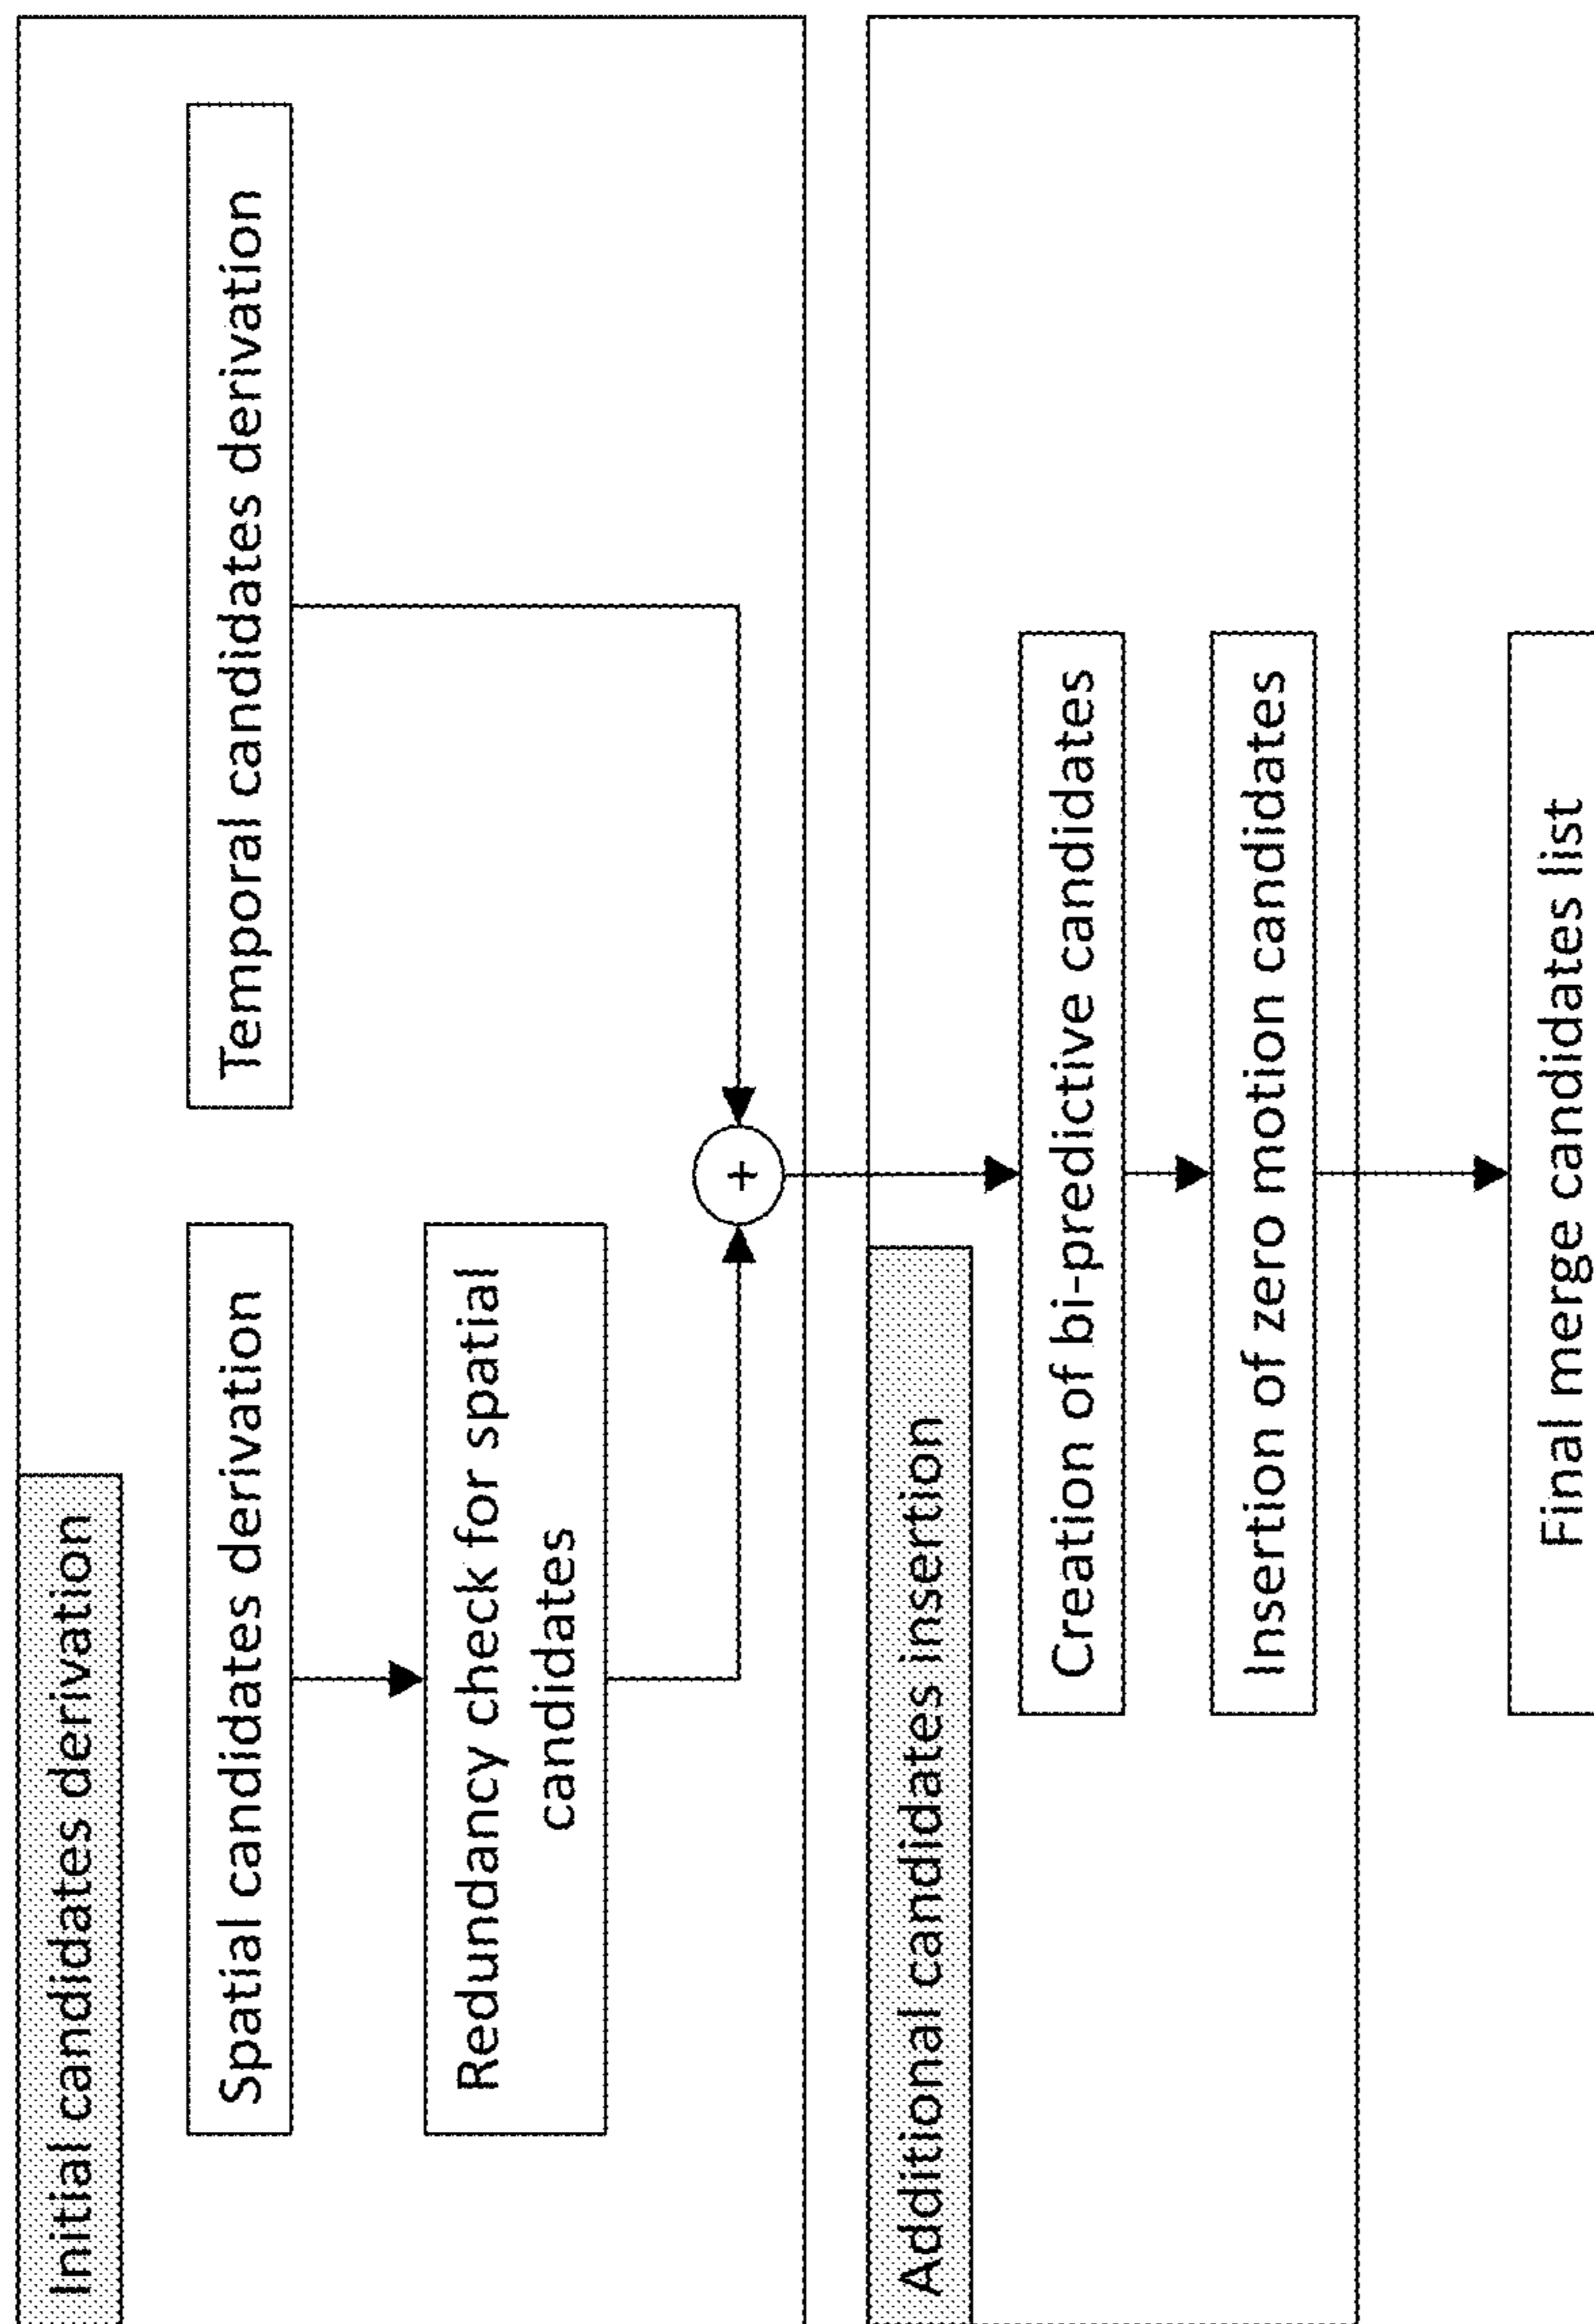 Initial candidates derivation
Spatial candidates derivation
Temporal candidates derivation
Redundancy check for spatial
candidates
+
Additional candidates insertion
Creation of bi-predictive candidates
Insertion of zero motion candidates
Final merge candidates list